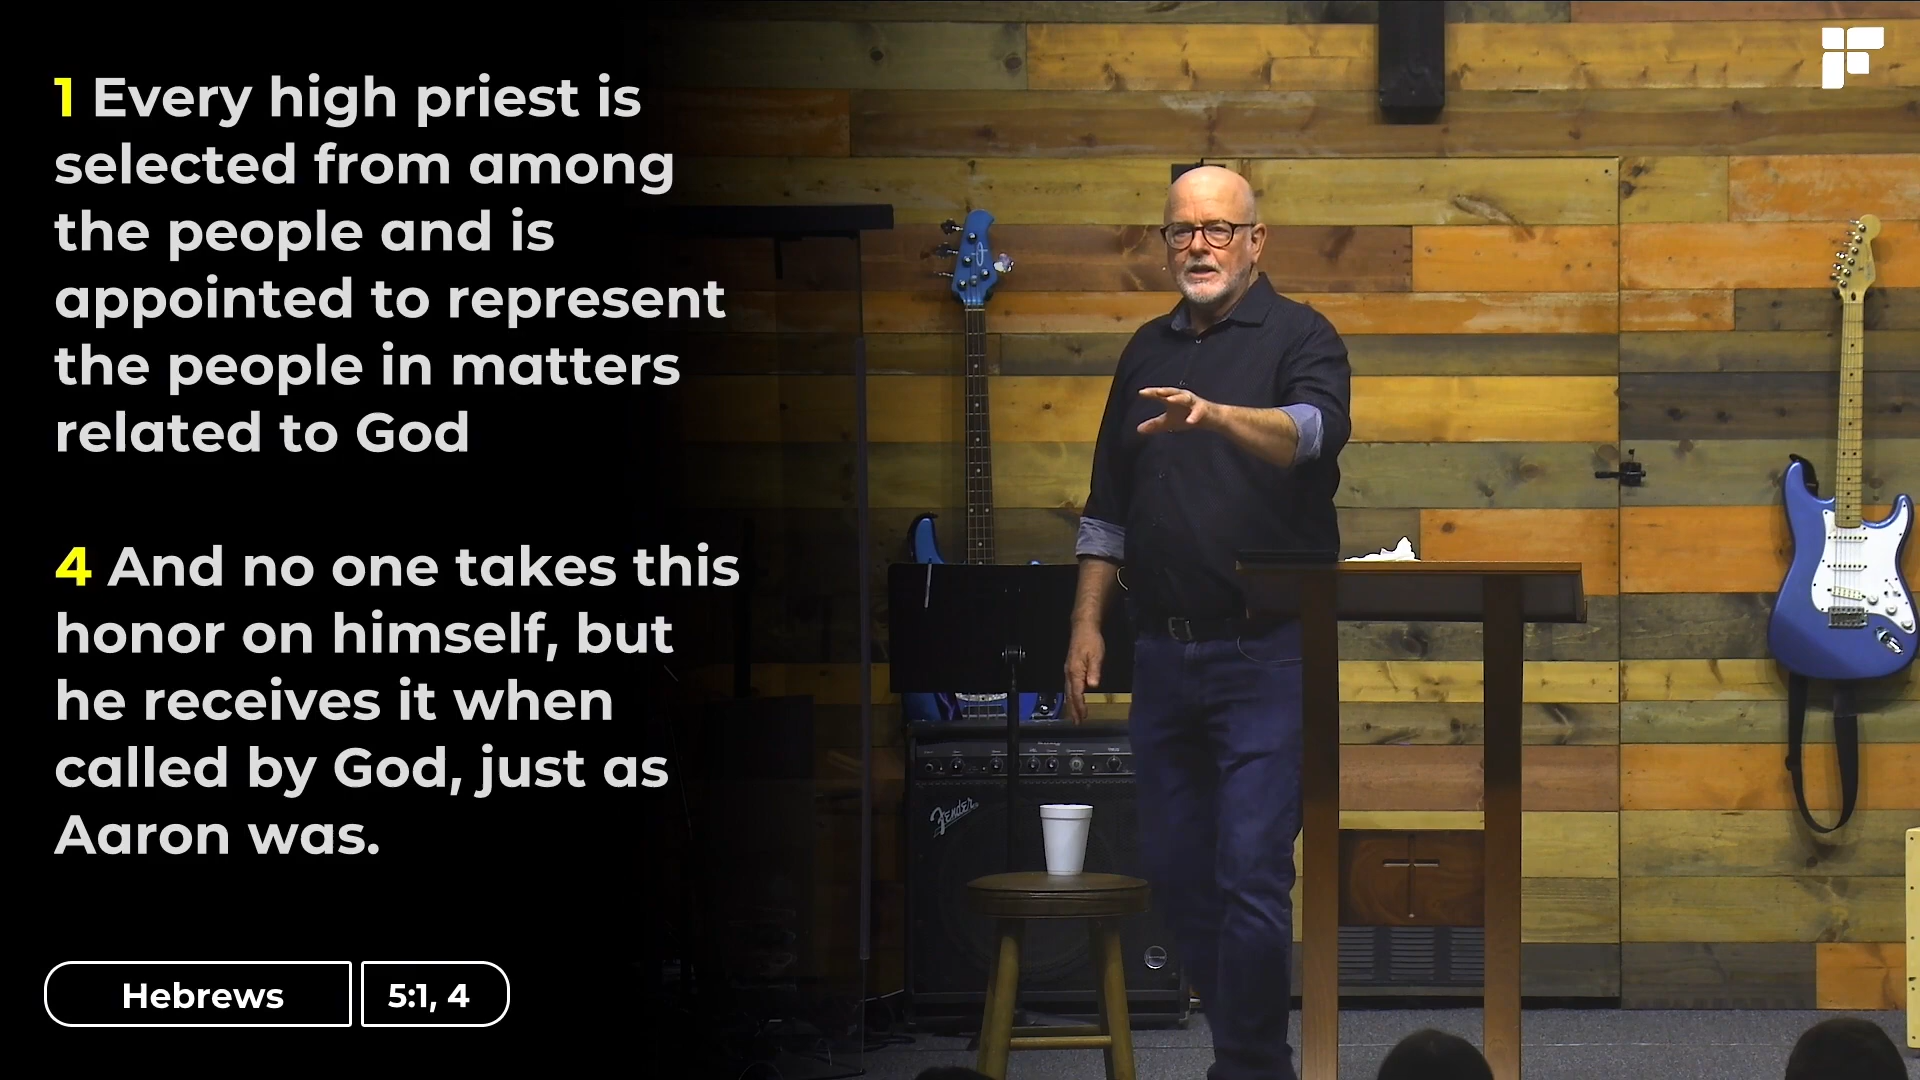 1 Every high priest is
selected from among
the people and is
appointed to represent
the people in matters
related to God
4 And no one takes this
honor on himself, but
he receives it when
called by God, just as
Aaron was.
Hebrews 5:1, 4
Fender